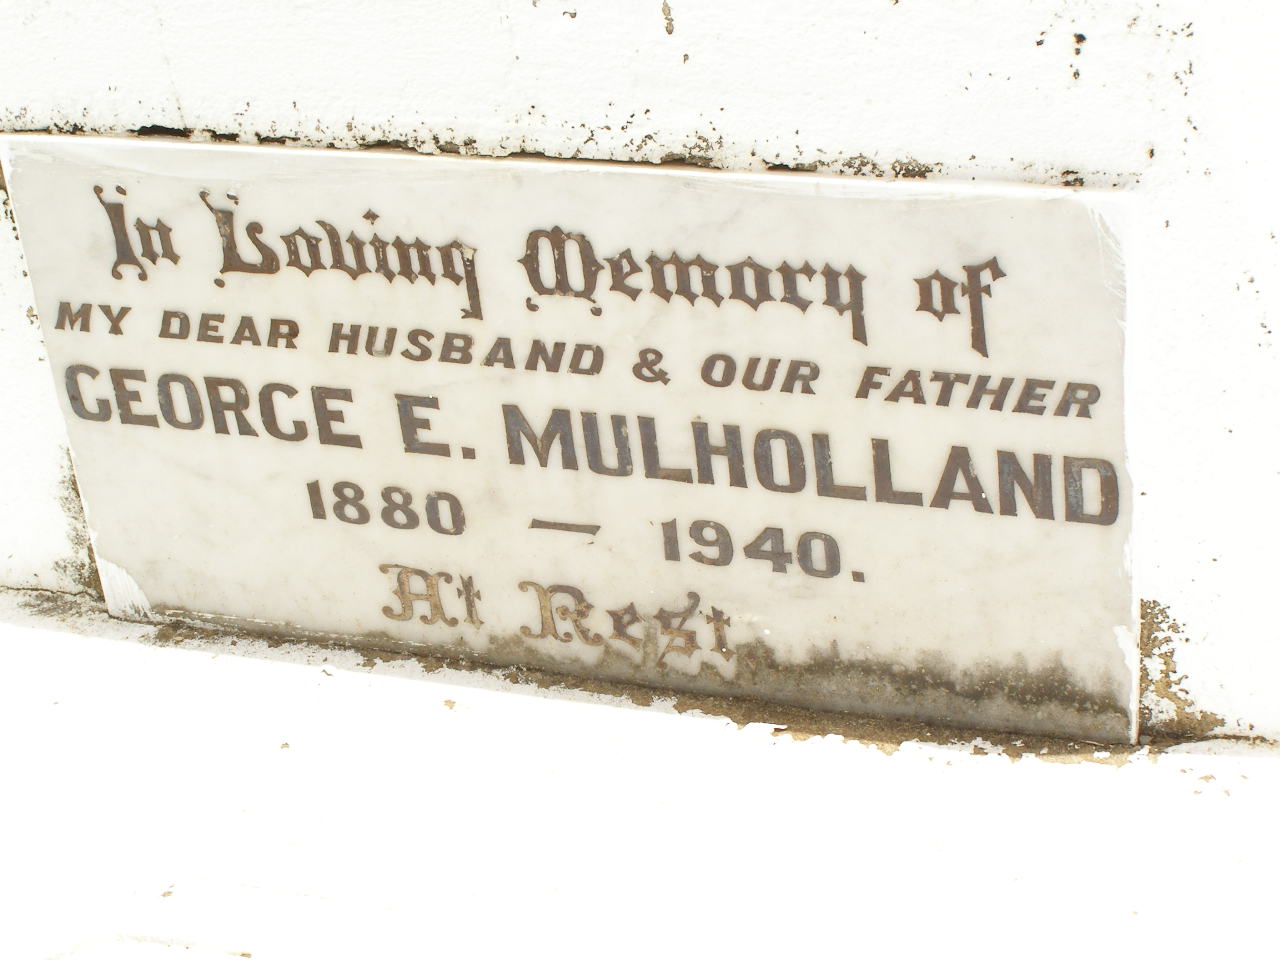 In Loving Memory of
MY DEAR HUSBAND & OUR FATHER
GEORGE E. MULHOLLAND
1880 — 1940.
At Rest.